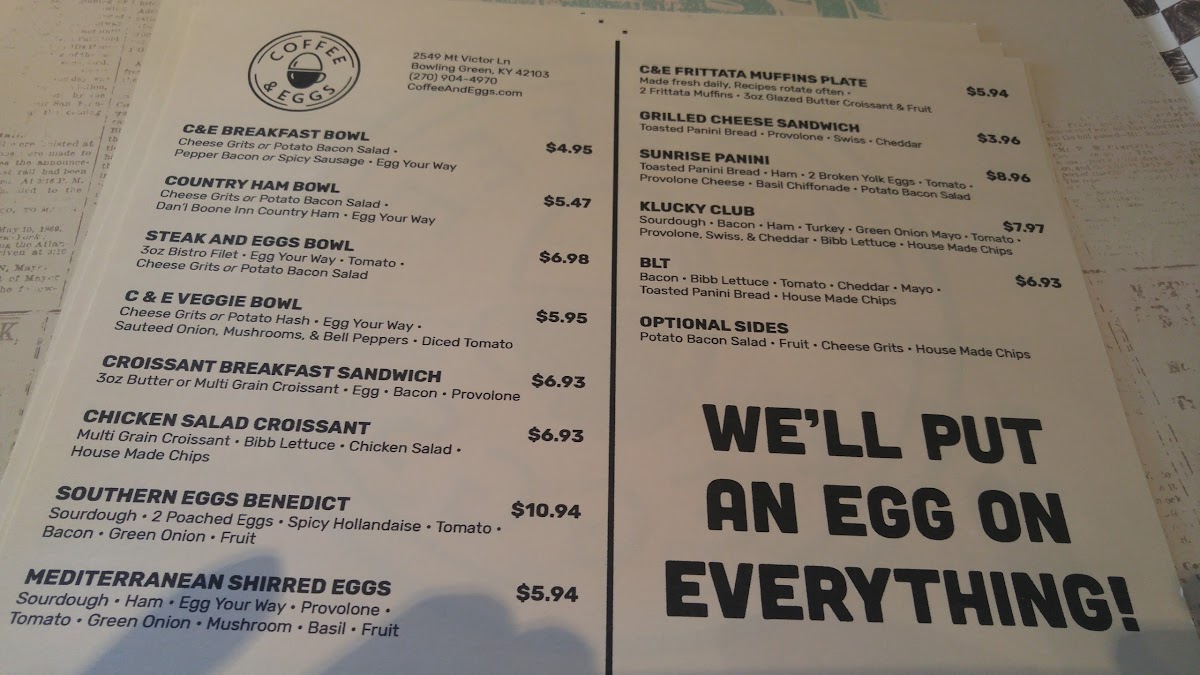 COFFEE
& EGGS
2549 Mt Victor Ln
Bowling Green, KY 42103
(270) 904-4970
CoffeeAndEggs.com
C&E BREAKFAST BOWL
Cheese Grits or Potato Bacon Salad •
Pepper Bacon or Spicy Sausage • Egg Your Way
$4.95
COUNTRY HAM BOWL
Cheese Grits or Potato Bacon Salad •
Dan'l Boone Inn Country Ham • Egg Your Way
$5.47
STEAK AND EGGS BOWL
3oz Bistro Filet • Egg Your Way • Tomato •
Cheese Grits or Potato Bacon Salad
$6.98
C & E VEGGIE BOWL
Cheese Grits or Potato Hash • Egg Your Way •
Sauteed Onion, Mushrooms, & Bell Peppers • Diced Tomato
$5.95
CROISSANT BREAKFAST SANDWICH
3oz Butter or Multi Grain Croissant • Egg • Bacon • Provolone
$6.93
CHICKEN SALAD CROISSANT
Multi Grain Croissant • Bibb Lettuce • Chicken Salad •
House Made Chips
$6.93
SOUTHERN EGGS BENEDICT
Sourdough • 2 Poached Eggs • Spicy Hollandaise • Tomato •
Bacon • Green Onion • Fruit
$10.94
MEDITERRANEAN SHIRRED EGGS
Sourdough • Ham • Egg Your Way • Provolone •
Tomato • Green Onion • Mushroom • Basil • Fruit
$5.94
C&E FRITTATA MUFFINS PLATE
Made fresh daily, Recipes rotate often •
2 Frittata Muffins • 3oz Glazed Butter Croissant & Fruit
$5.94
GRILLED CHEESE SANDWICH
Toasted Panini Bread • Provolone • Swiss • Cheddar
$3.96
SUNRISE PANINI
Toasted Panini Bread • Ham • 2 Broken Yolk Eggs • Tomato •
Provolone Cheese • Basil Chiffonade • Potato Bacon Salad
$8.96
KLUCKY CLUB
Sourdough • Bacon • Ham • Turkey • Green Onion Mayo • Tomato •
Provolone, Swiss, & Cheddar • Bibb Lettuce • House Made Chips
$7.97
BLT
Bacon • Bibb Lettuce • Tomato • Cheddar • Mayo •
Toasted Panini Bread • House Made Chips
$6.93
OPTIONAL SIDES
Potato Bacon Salad • Fruit • Cheese Grits • House Made Chips
WE'LL PUT
AN EGG ON
EVERYTHING!